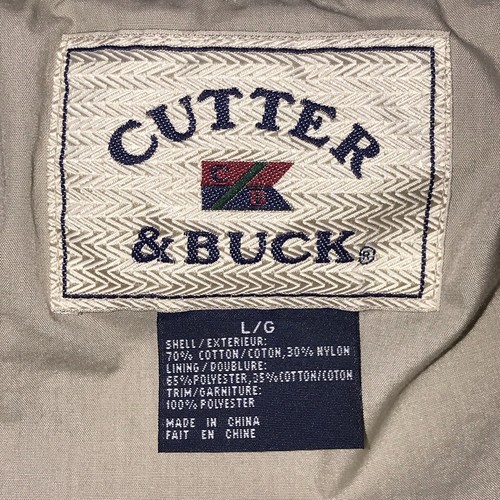 CUTTER
C
B
& BUCK®
L/G
SHELL/EXTERIEUR:
70% COTTON/COTON, 30% NYLON
LINING/DOUBLURE:
65% POLYESTER, 35% COTTON/COTON
TRIM/GARNITURE:
100% POLYESTER
MADE IN CHINA
FAIT EN CHINE